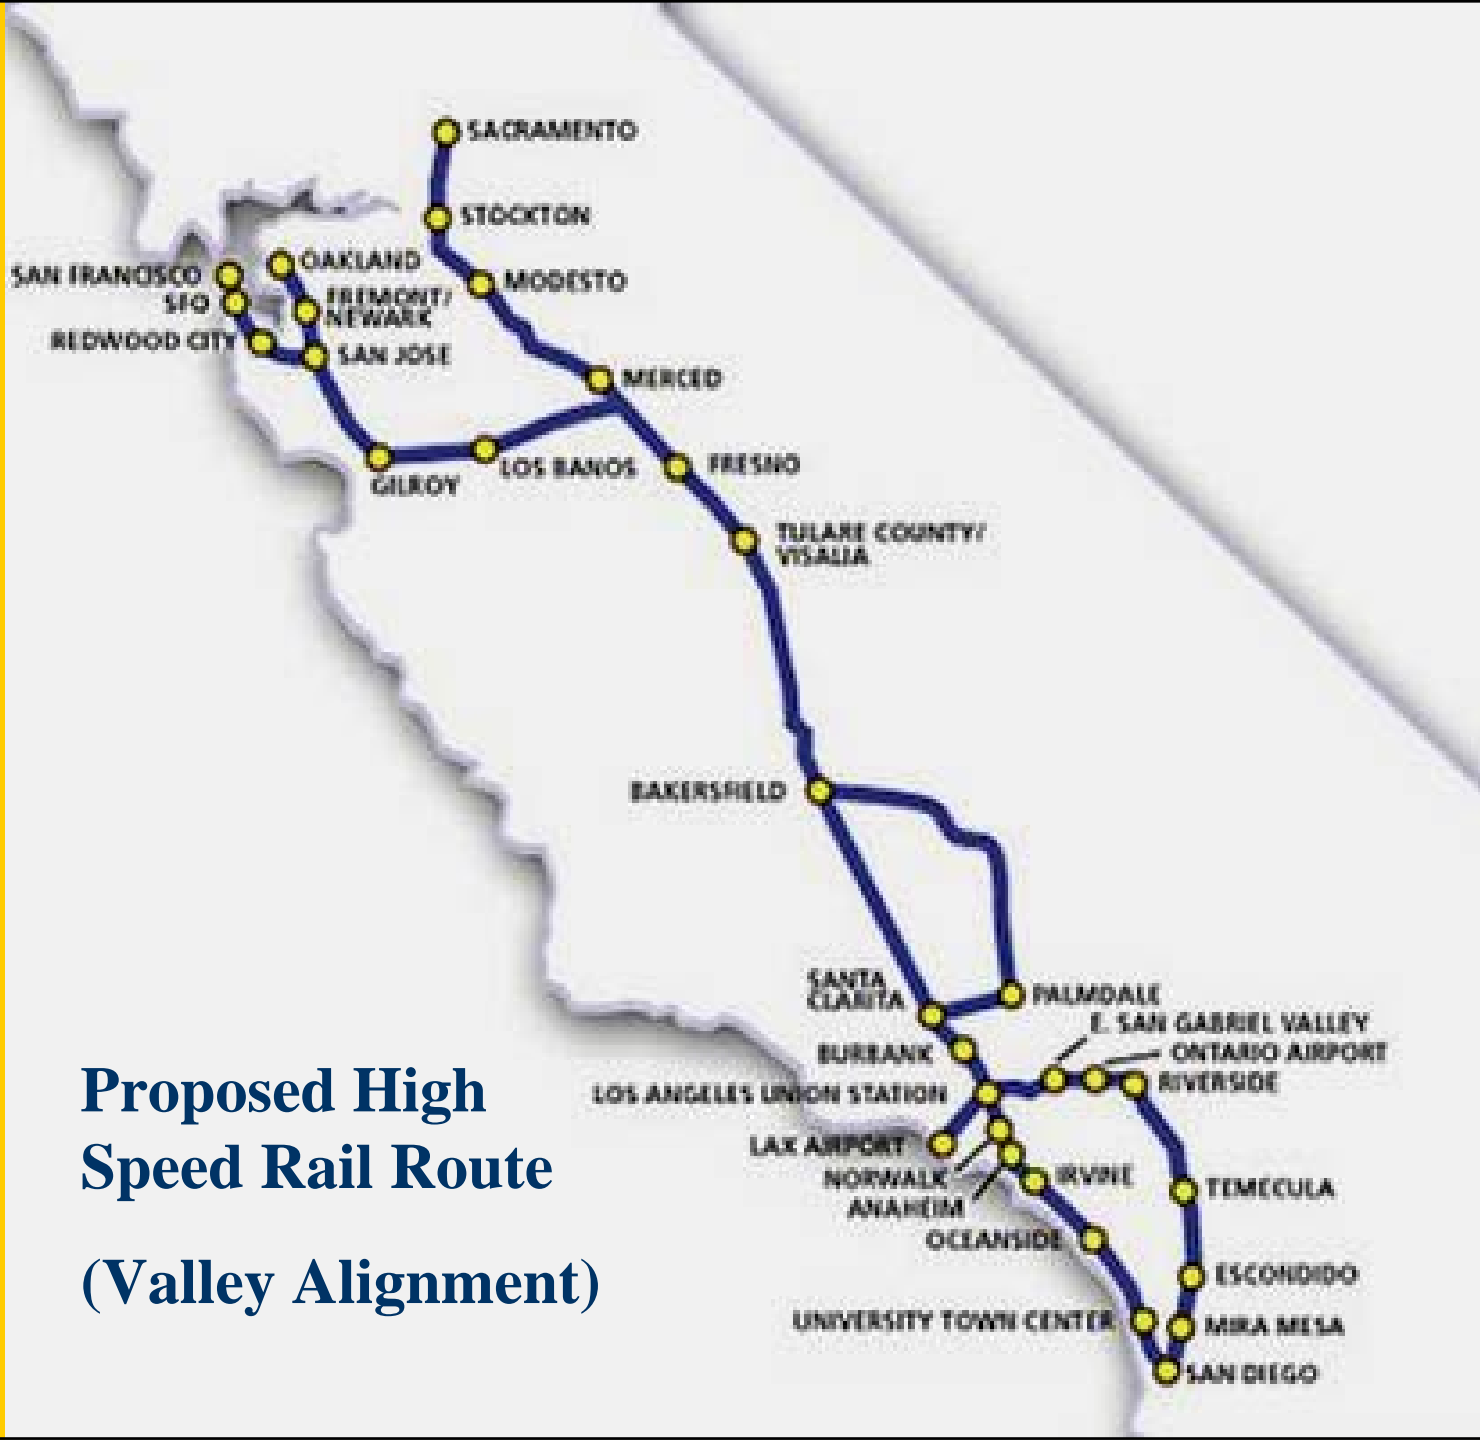 SACRAMENTO
STOCKTON
OAKLAND
SAN FRANCISCO
MODESTO
SFO
FREMONT/
NEWARK
REDWOOD CITY
SAN JOSE
MERCED
LOS BANOS
FRESNO
GILROY
TULARE COUNTY/
VISALIA
BAKERSFIELD
SANTA
CLARITA
PALMDALE
E. SAN GABRIEL VALLEY
BURBANK
ONTARIO AIRPORT
RIVERSIDE
LOS ANGELES UNION STATION
LAX AIRPORT
NORWALK
IRVINE
TEMECULA
ANAHEIM
OCEANSIDE
ESCONDIDO
UNIVERSITY TOWN CENTER
MIRA MESA
SAN DIEGO
Proposed High
Speed Rail Route
(Valley Alignment)